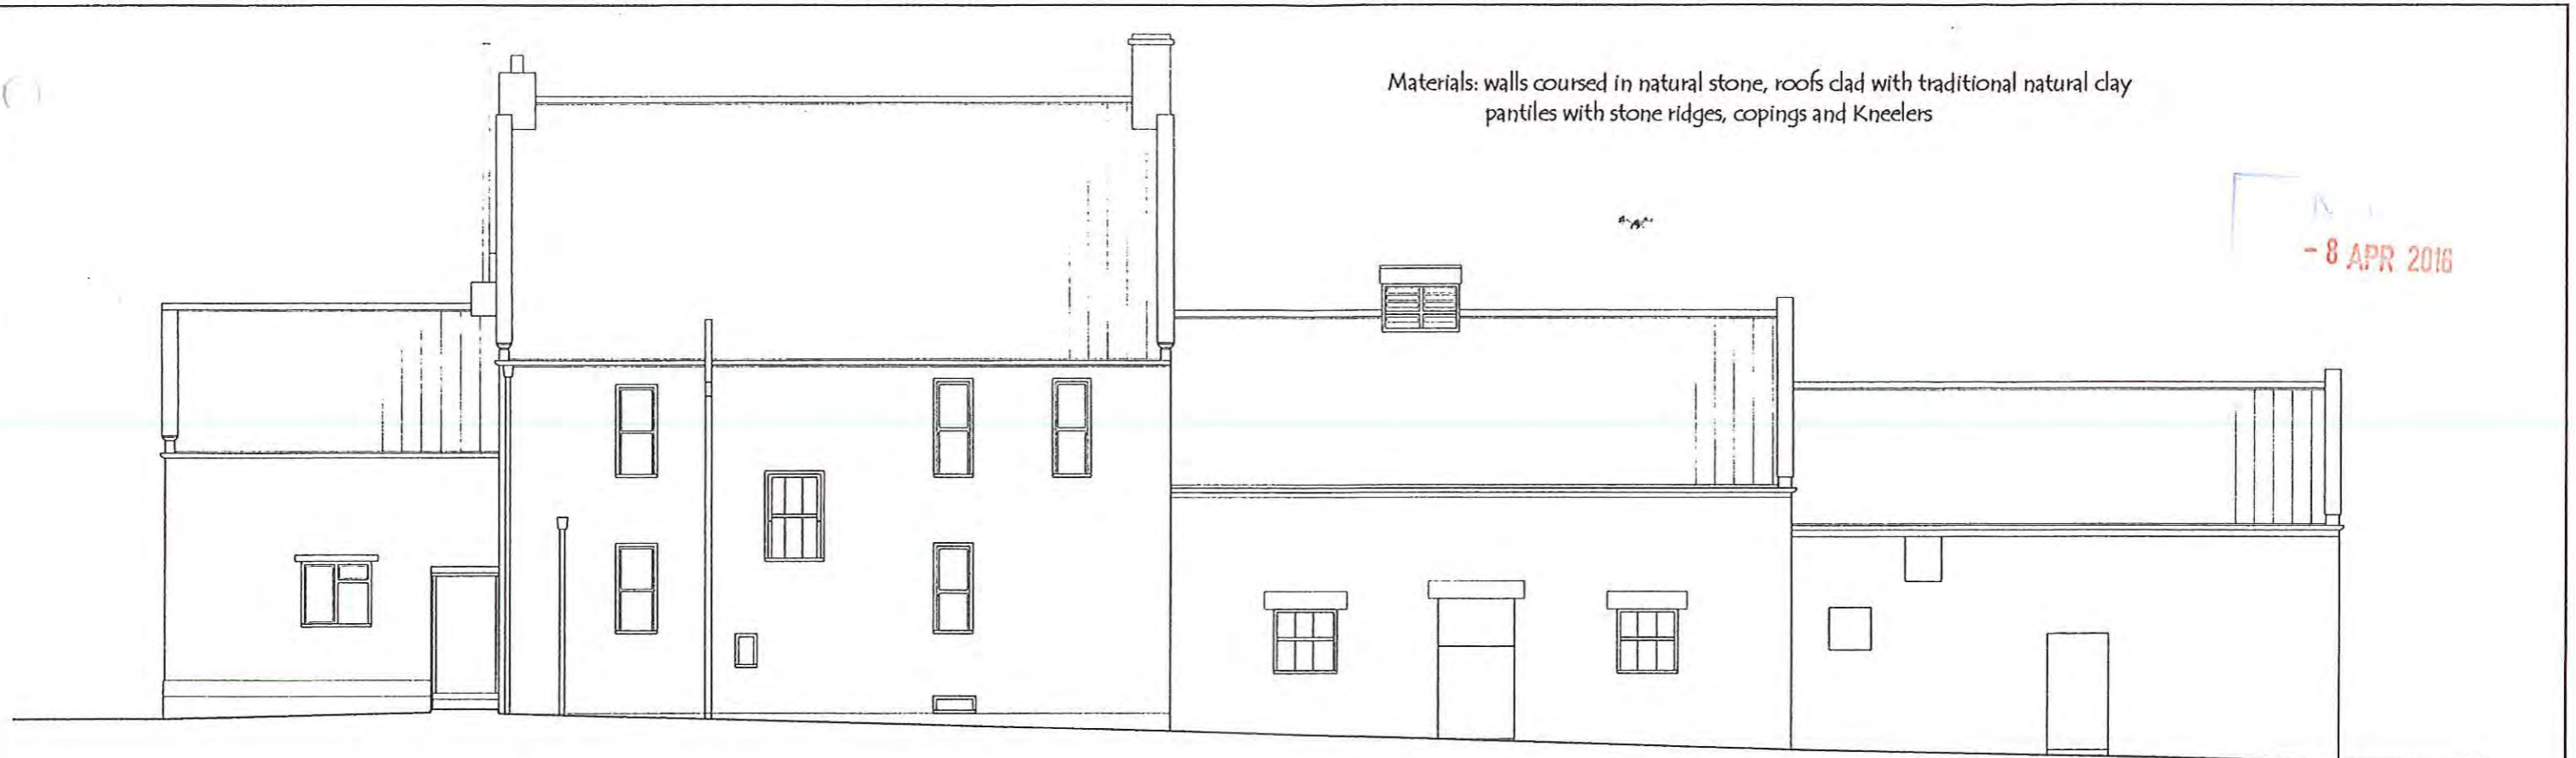 Materials: walls coursed in natural stone, roofs clad with traditional natural clay
pantiles with stone ridges, copings and Kneelers
- 8 APR 2016